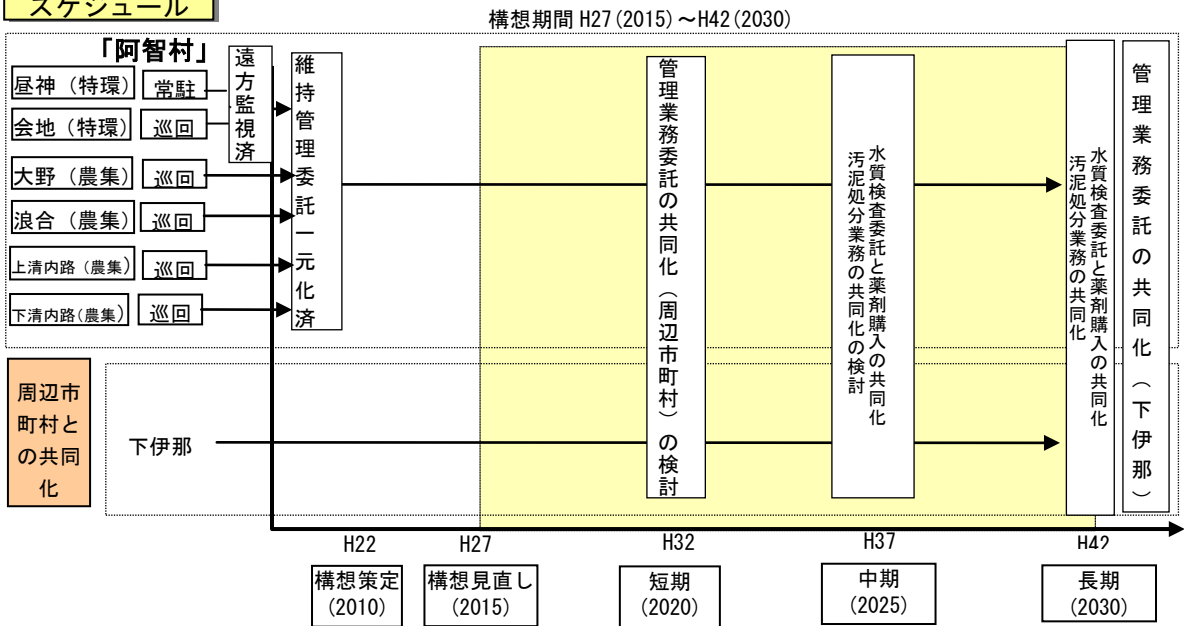 スケジュール
構想期間 H27(2015)～H42(2030)
「阿智村」
昼神（特環）
常駐
会地（特環）
巡回
大野（農集）
巡回
浪合（農集）
巡回
上清内路（農集）
巡回
下清内路（農集）
巡回
遠方監視済
維持管理委託一元化済
管理業務委託の共同化（周辺市町村）の検討
水質検査委託と薬剤購入の共同化
汚泥処分業務の共同化の検討
水質検査委託と薬剤購入の共同化
汚泥処分業務の共同化
管理業務委託の共同化（下伊那）
周辺市
町村と
の共同
化
下伊那
H22
H27
H32
H37
H42
構想策定
(2010)
構想見直し
(2015)
短期
(2020)
中期
(2025)
長期
(2030)